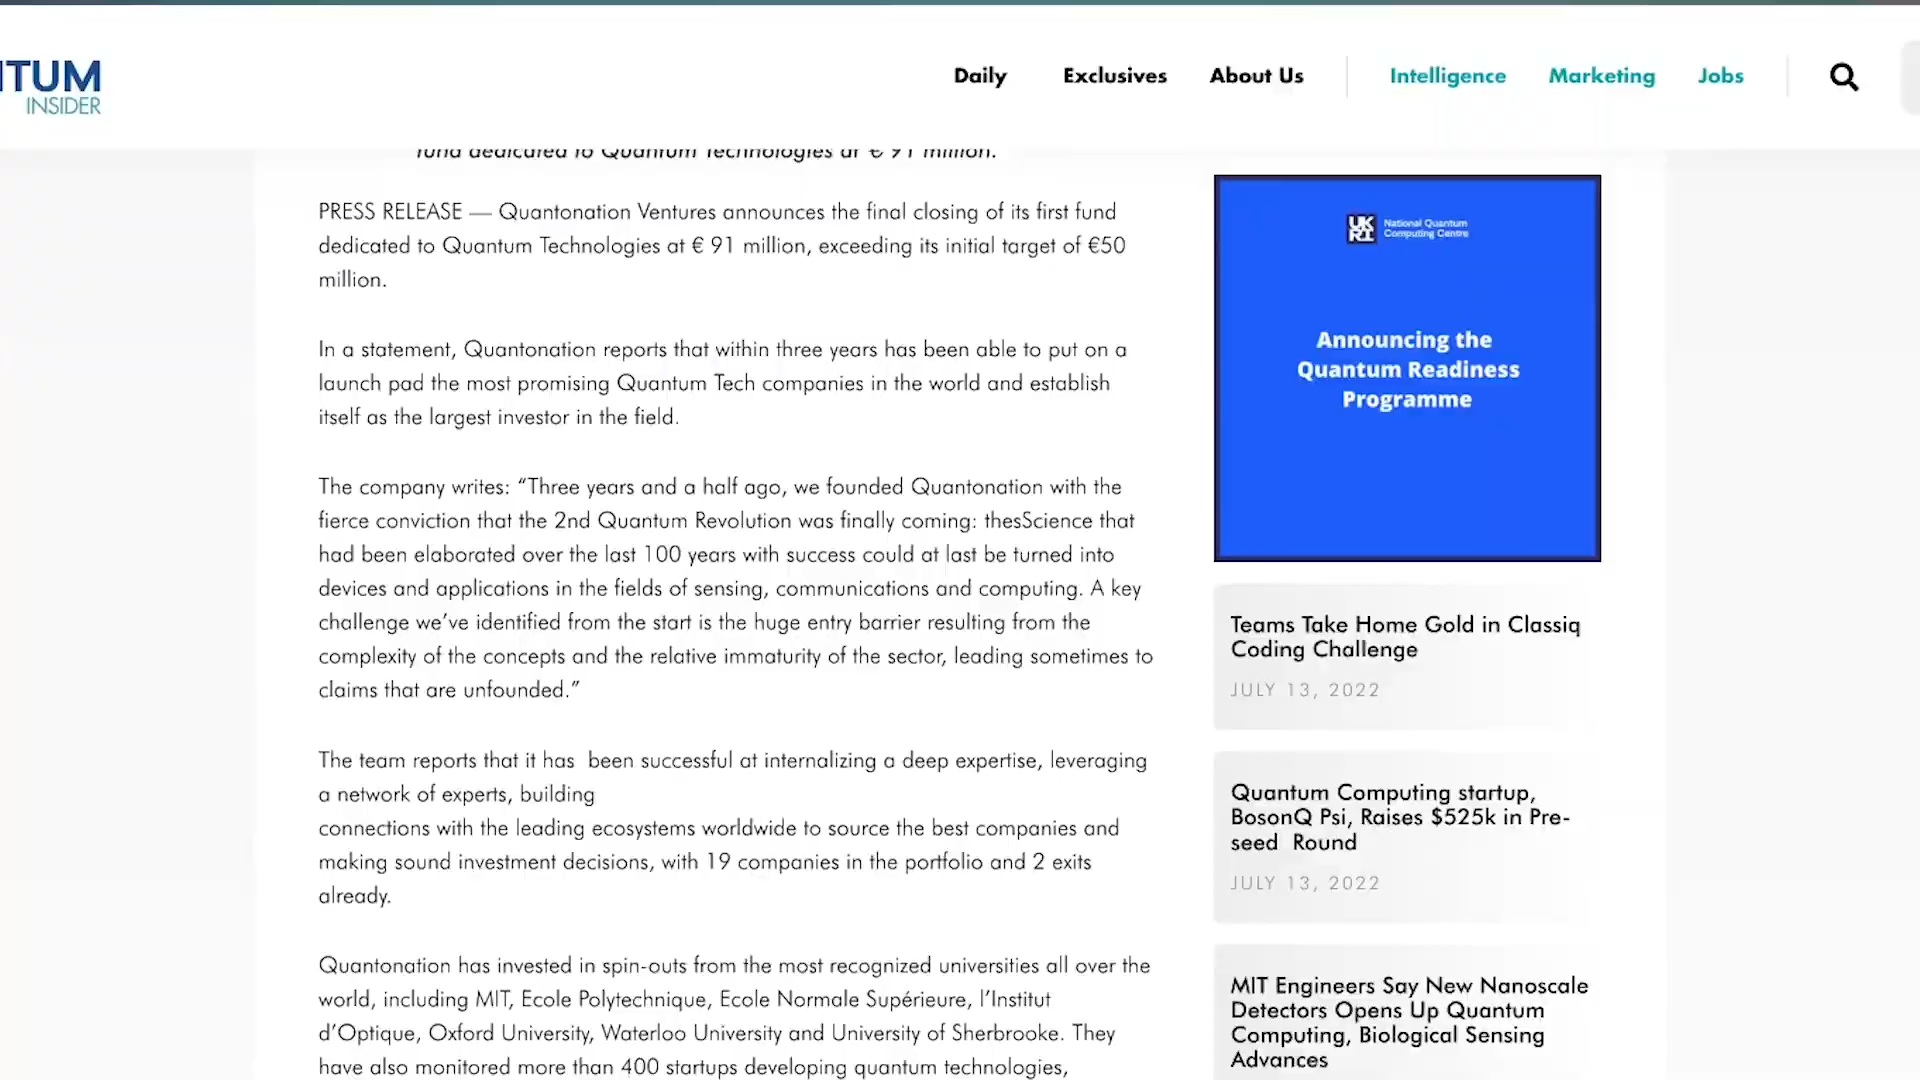 NTUM
INSIDER
Daily
Exclusives
About Us
Intelligence
Marketing
Jobs
fund dedicated to Quantum Technologies at € 91 million.
PRESS RELEASE — Quantonation Ventures announces the final closing of its first fund
dedicated to Quantum Technologies at € 91 million, exceeding its initial target of €50
million.
In a statement, Quantonation reports that within three years has been able to put on a
launch pad the most promising Quantum Tech companies in the world and establish
itself as the largest investor in the field.
The company writes: “Three years and a half ago, we founded Quantonation with the
fierce conviction that the 2nd Quantum Revolution was finally coming: thesScience that
had been elaborated over the last 100 years with success could at last be turned into
devices and applications in the fields of sensing, communications and computing. A key
challenge we’ve identified from the start is the huge entry barrier resulting from the
complexity of the concepts and the relative immaturity of the sector, leading sometimes to
claims that are unfounded.”
The team reports that it has  been successful at internalizing a deep expertise, leveraging
a network of experts, building
connections with the leading ecosystems worldwide to source the best companies and
making sound investment decisions, with 19 companies in the portfolio and 2 exits
already.
Quantonation has invested in spin-outs from the most recognized universities all over the
world, including MIT, Ecole Polytechnique, Ecole Normale Supérieure, l’Institut
d’Optique, Oxford University, Waterloo University and University of Sherbrooke. They
have also monitored more than 400 startups developing quantum technologies,
UK
RI
National Quantum
Computing Centre
Announcing the
Quantum Readiness
Programme
Teams Take Home Gold in Classiq
Coding Challenge
JULY 13, 2022
Quantum Computing startup,
BosonQ Psi, Raises $525k in Pre-
seed  Round
JULY 13, 2022
MIT Engineers Say New Nanoscale
Detectors Opens Up Quantum
Computing, Biological Sensing
Advances